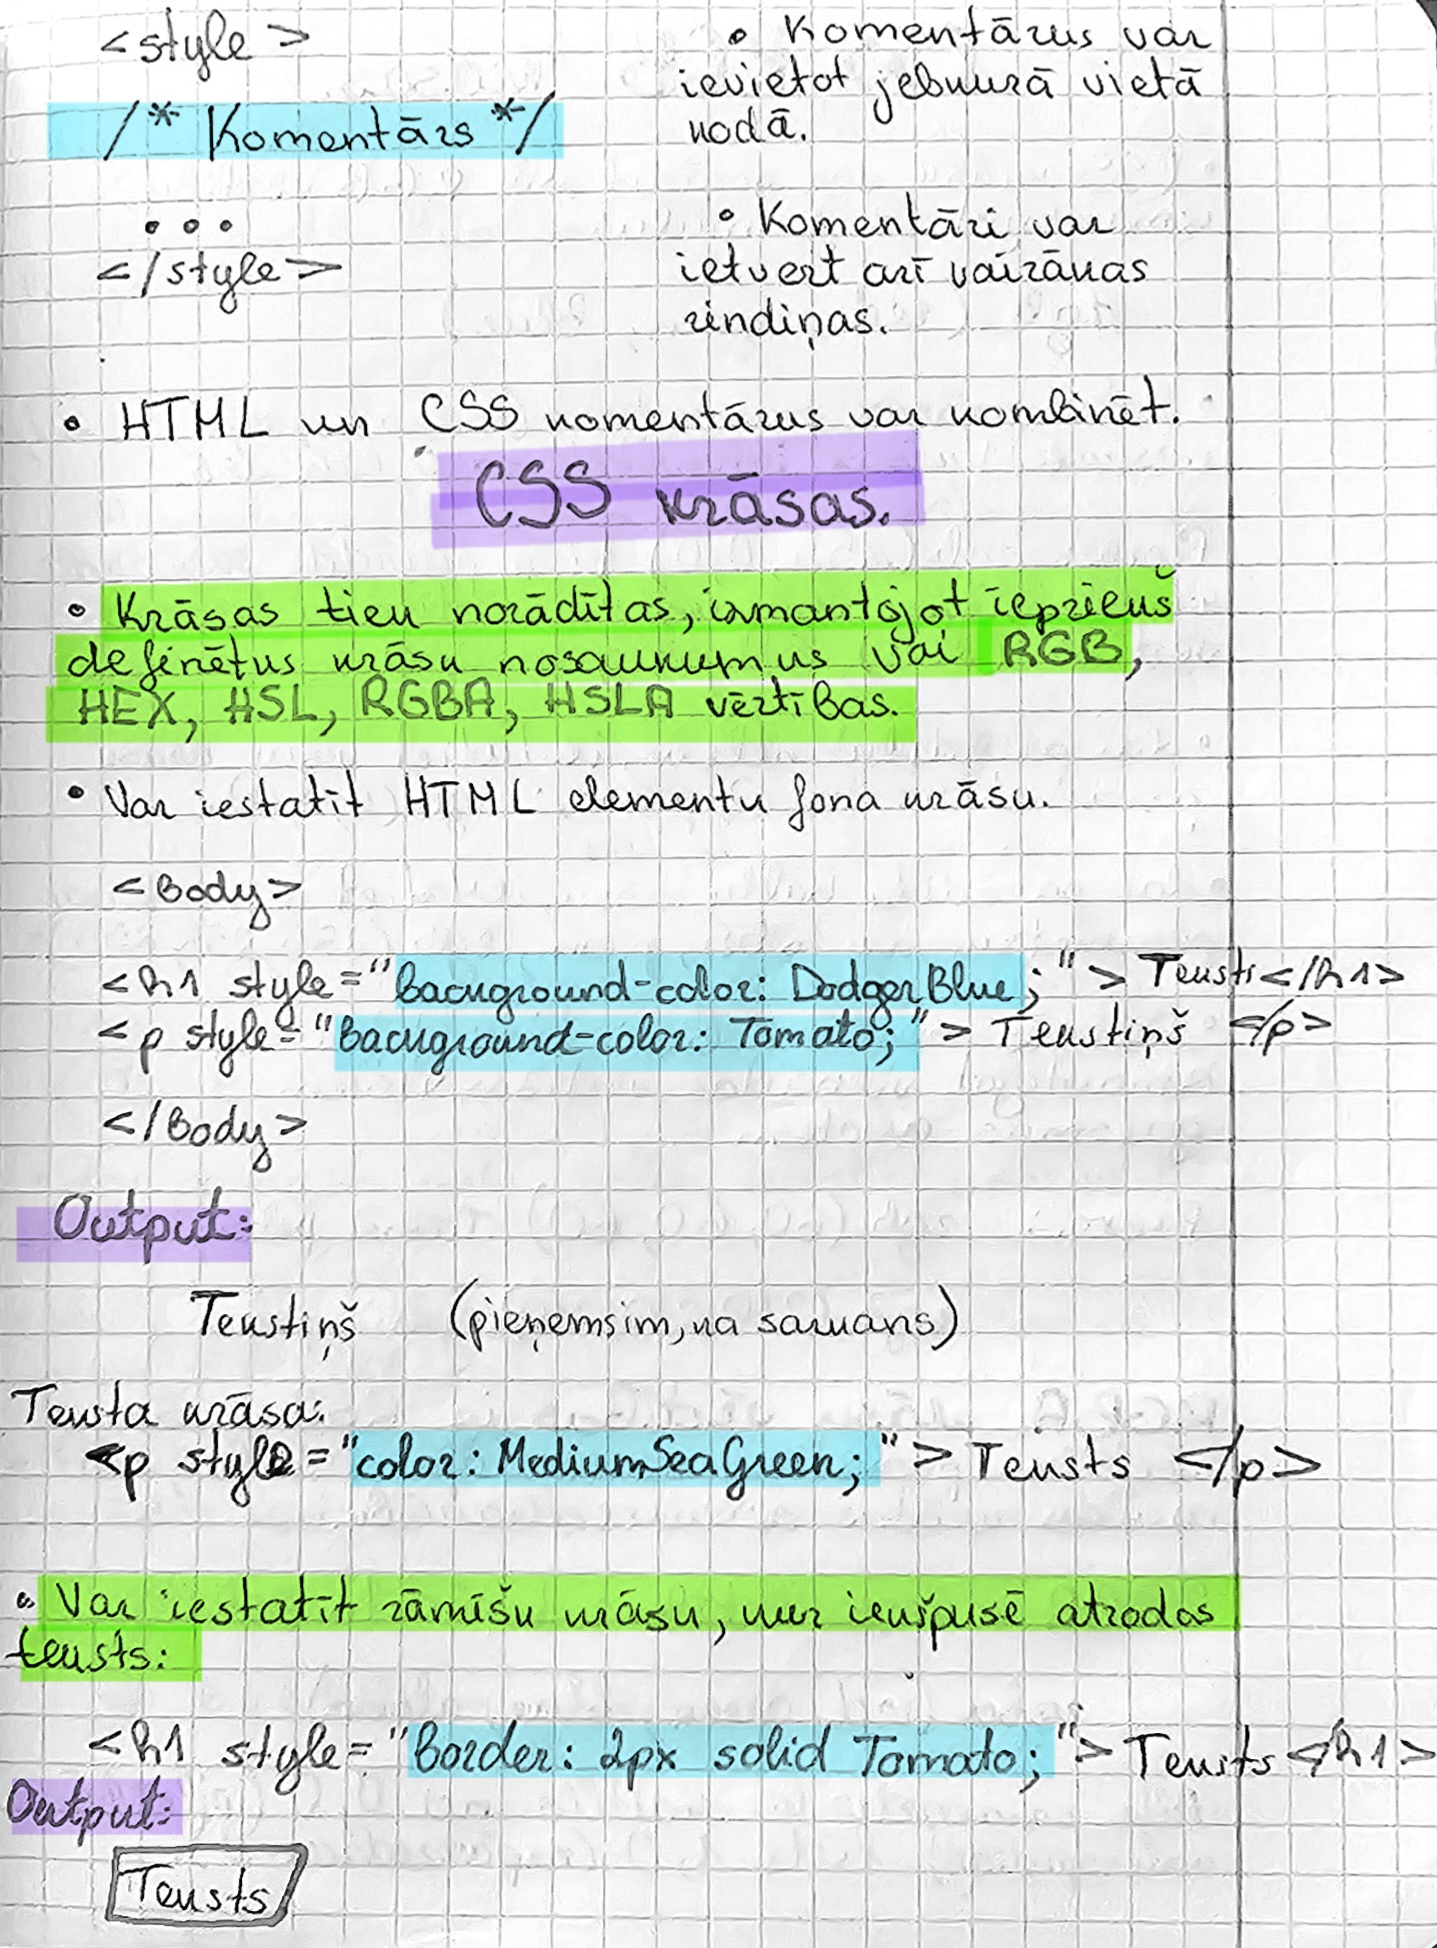 <style>
/* Komentārs */
...
</style>
• Komentārus var
ievietot jebkurā vietā
kodā.
• Komentāri var
ietvert arī vairākas
rindiņas.
• HTML un CSS komentārus var kombinēt.
CSS krāsas.
• Krāsas tiek norādītas, izmantojot iepriekš
definētus krāsu nosaukumus vai RGB,
HEX, HSL, RGBA, HSLA vērtības.
• Var iestatīt HTML elementu fona krāsu.
<body>
<h1 style="background-color: DodgerBlue;"> Teksts</h1>
<p style="background-color: Tomato;"> Tekstiņš </p>
</body>
Output:
Tekstiņš (pieņemsim, ka sarkans)
Teksta krāsa:
<p style="color: MediumSeaGreen;"> Teksts </p>
• Var iestatīt rāmīšu krāsu, kur iekšpusē atrodas
teksts:
<h1 style="border: 2px solid Tomato;"> Teksts </h1>
Output:
Teksts